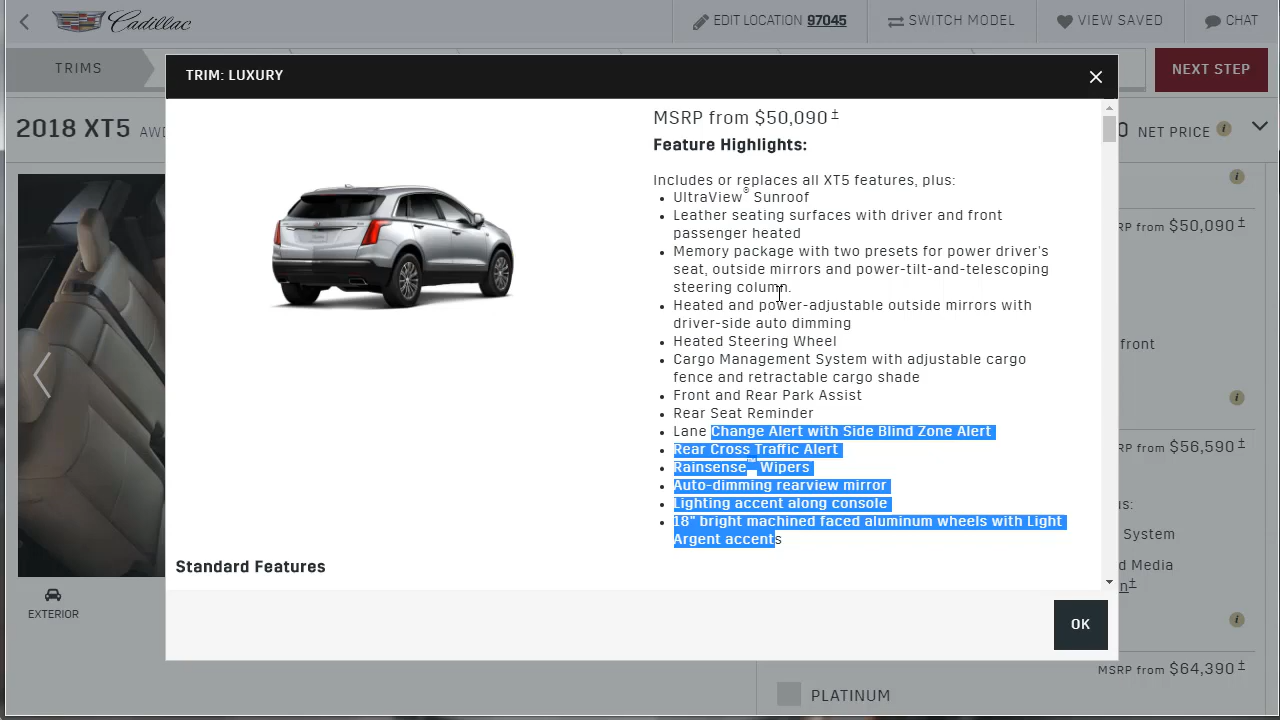 Cadillac
EDIT LOCATION 97045
SWITCH MODEL
VIEW SAVED
CHAT
TRIMS
NEXT STEP
2018 XT5 AWD
0 NET PRICE
TRIM: LUXURY
MSRP from $50,090±
Feature Highlights:
Includes or replaces all XT5 features, plus:
• UltraView® Sunroof
• Leather seating surfaces with driver and front
passenger heated
• Memory package with two presets for power driver's
seat, outside mirrors and power-tilt-and-telescoping
steering column.
• Heated and power-adjustable outside mirrors with
driver-side auto dimming
• Heated Steering Wheel
• Cargo Management System with adjustable cargo
fence and retractable cargo shade
• Front and Rear Park Assist
• Rear Seat Reminder
• Lane Change Alert with Side Blind Zone Alert
• Rear Cross Traffic Alert
• Rainsense™ Wipers
• Auto-dimming rearview mirror
• Lighting accent along console
• 18" bright machined faced aluminum wheels with Light
Argent accents
Standard Features
OK
EXTERIOR
RP from $50,090±
front
RP from $56,590±
us:
System
d Media
n±
MSRP from $64,390±
PLATINUM